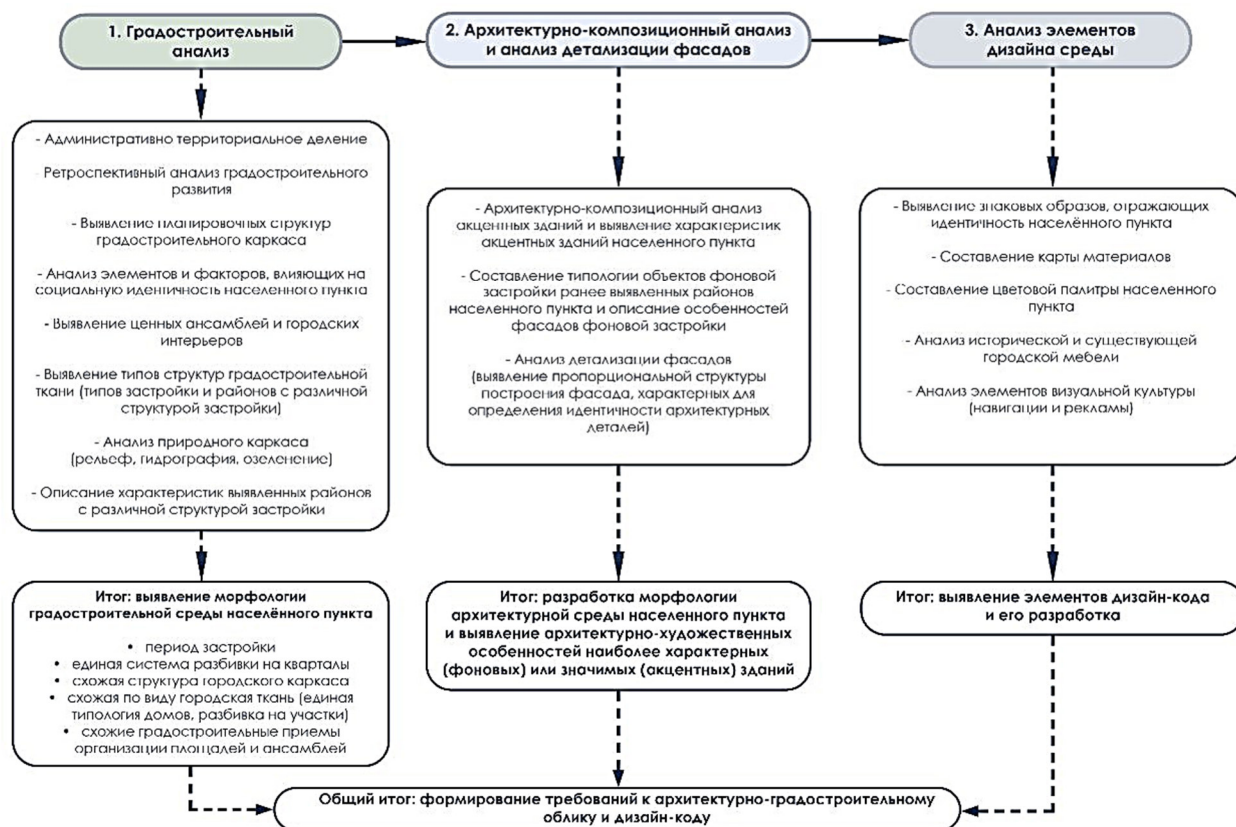 1. Градостроительный
анализ
2. Архитектурно-композиционный анализ
и анализ детализации фасадов
3. Анализ элементов
дизайна среды
- Административно территориальное деление
Ретроспективный анализ градостроительного
развития
- Выявление планировочных структур
градостроительного каркаса
- Анализ элементов и факторов, влияющих на
социальную идентичность населенного пункта
- Выявление ценных ансамблей и городских
интерьеров
- Выявление типов структур градостроительной
ткани (типов застройки и районов с различной
структурой застройки)
- Анализ природного каркаса
(рельеф, гидрография, озеленение)
- Описание характеристик выявленных районов
с различной структурой застройки
- Архитектурно-композиционный анализ
акцентных зданий и выявление характеристик
акцентных зданий населенного пункта
- Составление типологии объектов фоновой
застройки ранее выявленных районов
населенного пункта и описание особенностей
фасадов фоновой застройки
- Анализ детализации фасадов
(выявление пропорциональной структуры
построения фасада, характерных для
определения идентичности архитектурных
деталей)
- Выявление знаковых образов, отражающих
идентичность населённого пункта
- Составление карты материалов
- Составление цветовой палитры населенного
пункта
- Анализ исторической и существующей
городской мебели
- Анализ элементов визуальной культуры
(навигации и рекламы)
Итог: выявление морфологии
градостроительной среды населённого пункта
• период застройки
• единая система разбивки на кварталы
• схожая структура городского каркаса
• схожая по виду городская ткань (единая
типология домов, разбивка на участки)
• схожие градостроительные приемы
организации площадей и ансамблей
Итог: разработка морфологии
архитектурной среды населенного пункта
и выявление архитектурно-художественных
особенностей наиболее характерных
(фоновых) или значимых (акцентных) зданий
Итог: выявление элементов дизайн-кода
и его разработка
Общий итог: формирование требований к архитектурно-градостроительному
облику и дизайн-коду